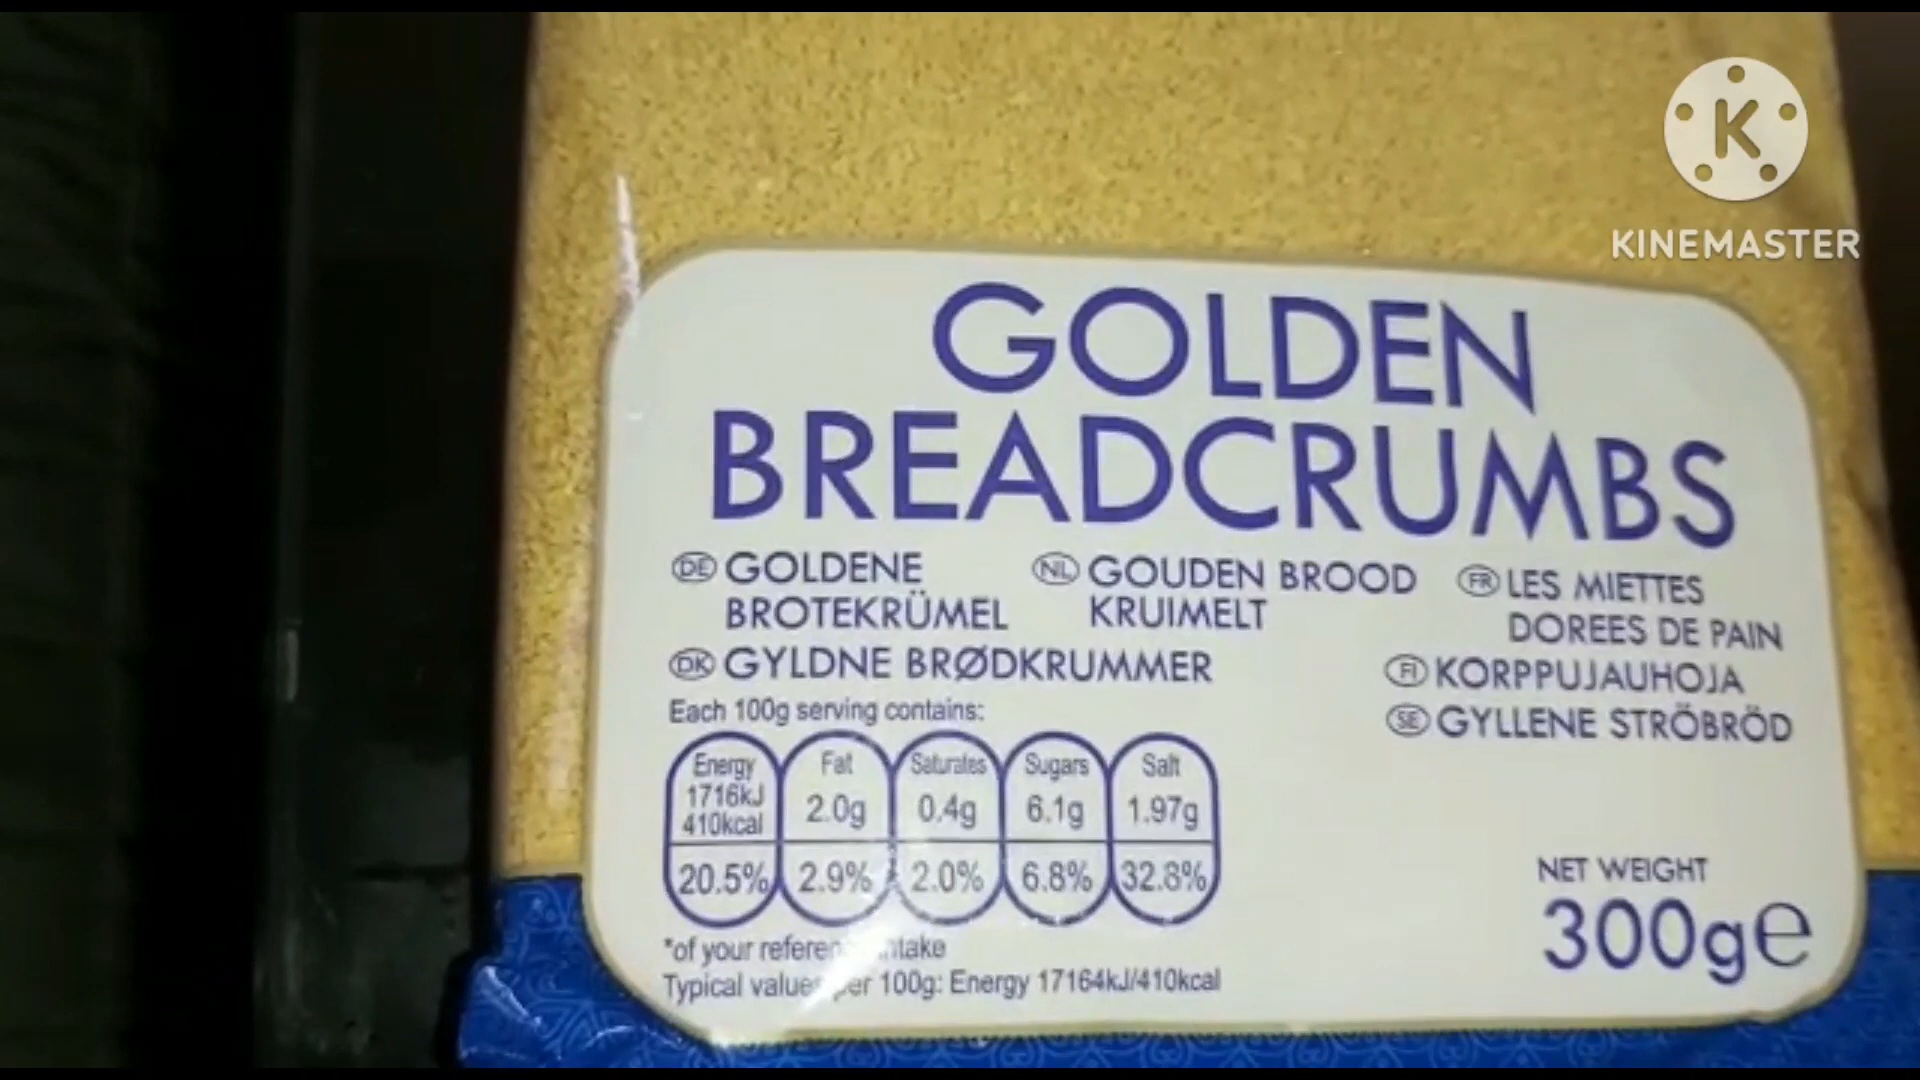 K
KINEMASTER
GOLDEN
BREADCRUMBS
DE GOLDENE
BROTEKRÜMEL
NL GOUDEN BROOD
KRUIMELT
FR LES MIETTES
DOREES DE PAIN
DK GYLDNE BRØDKRUMMER
FI KORPPUJAUHOJA
SE GYLLENE STRÖBRÖD
Each 100g serving contains:
Energy Fat Saturates Sugars Salt
1716kJ
410kcal 2.0g 0.4g 6.1g 1.97g
20.5% 2.9% 2.0% 6.8% 32.8%
*of your
Typical values per 100g: Energy 17164kJ/410kcal
NET WEIGHT
300g℮